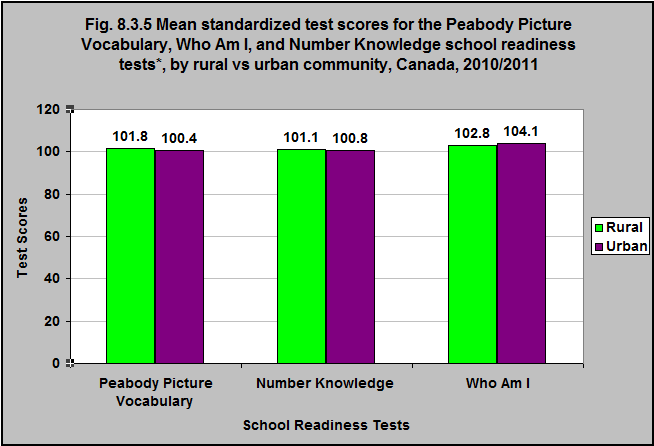 Fig. 8.3.5 Mean standardized test scores for the Peabody Picture
Vocabulary, Who Am I, and Number Knowledge school readiness
tests*, by rural vs urban community, Canada, 2010/2011
120
100
80
60
40
20
0
Test Scores
101.8
100.4
101.1
100.8
102.8
104.1
Rural
Urban
Peabody Picture
Vocabulary
Number Knowledge
Who Am I
School Readiness Tests